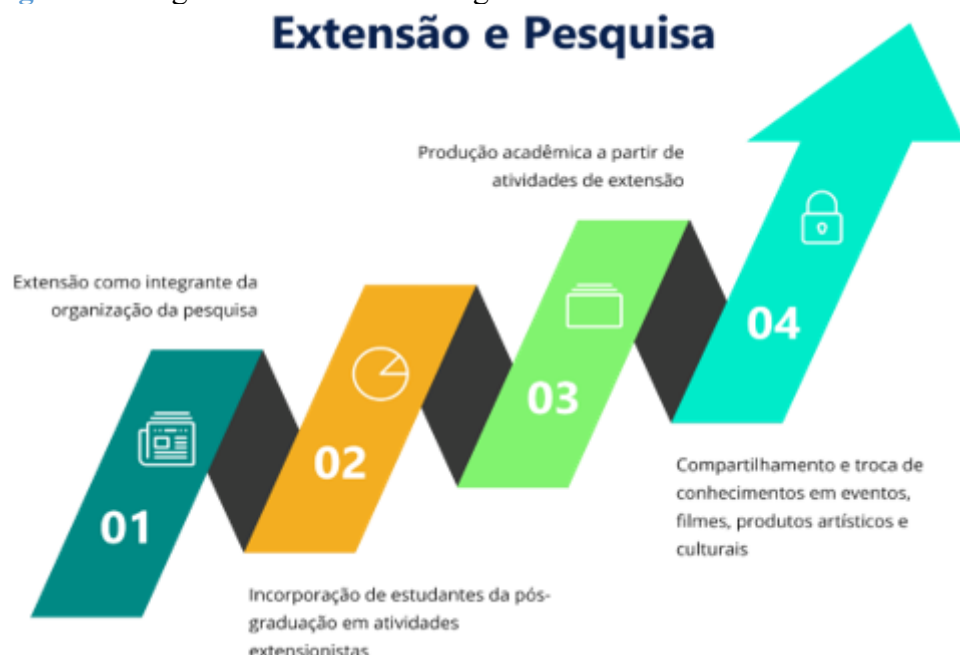 Extensão e Pesquisa
Produção acadêmica a partir de
atividades de extensão
Extensão como integrante da
organização da pesquisa
01
02
03
04
Compartilhamento e troca de
conhecimentos em eventos,
filmes, produtos artísticos e
culturais
Incorporação de estudantes da pós-
graduação em atividades
extensionistas